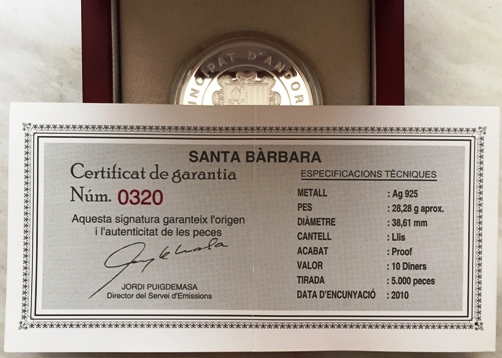 NCIPAT D'ANDOR
SANTA BÀRBARA
Certificat de garantia
Núm. 0320
Aquesta signatura garanteix l'origen
i l'autenticitat de les peces
JORDI PUIGDEMASA
Director del Servei d'Emissions
ESPECIFICACIONS TÈCNIQUES
METALL : Ag 925
PES : 28,28 g aprox.
DIÀMETRE : 38,61 mm
CANTELL : Llis
ACABAT : Proof
VALOR : 10 Diners
TIRADA : 5.000 peces
DATA D'ENCUNYACIÓ : 2010